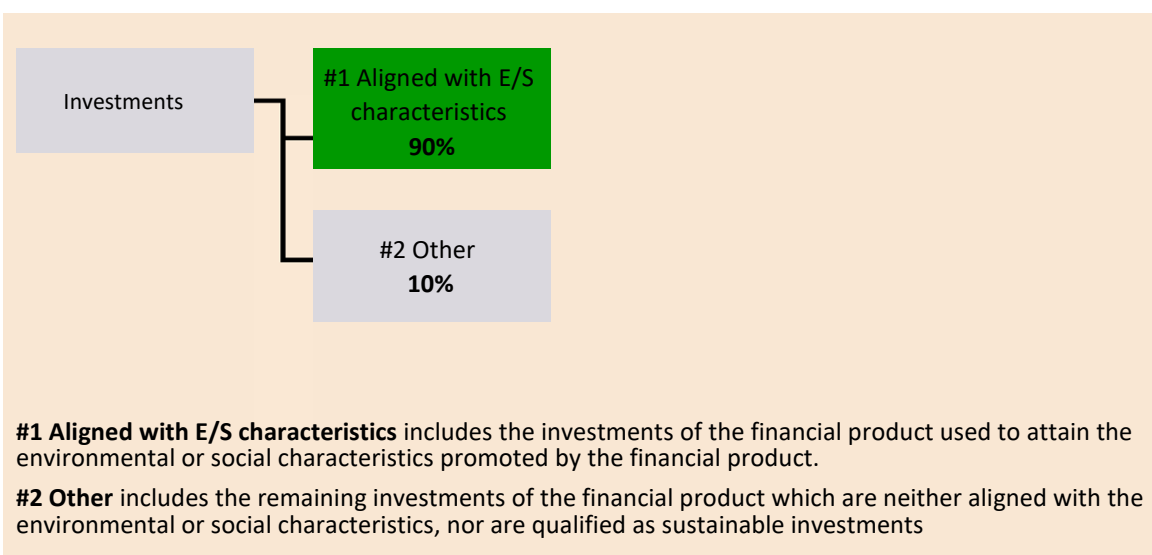 Investments
#1 Aligned with E/S
characteristics
90%
#2 Other
10%
#1 Aligned with E/S characteristics includes the investments of the financial product used to attain the
environmental or social characteristics promoted by the financial product.
#2 Other includes the remaining investments of the financial product which are neither aligned with the
environmental or social characteristics, nor are qualified as sustainable investments